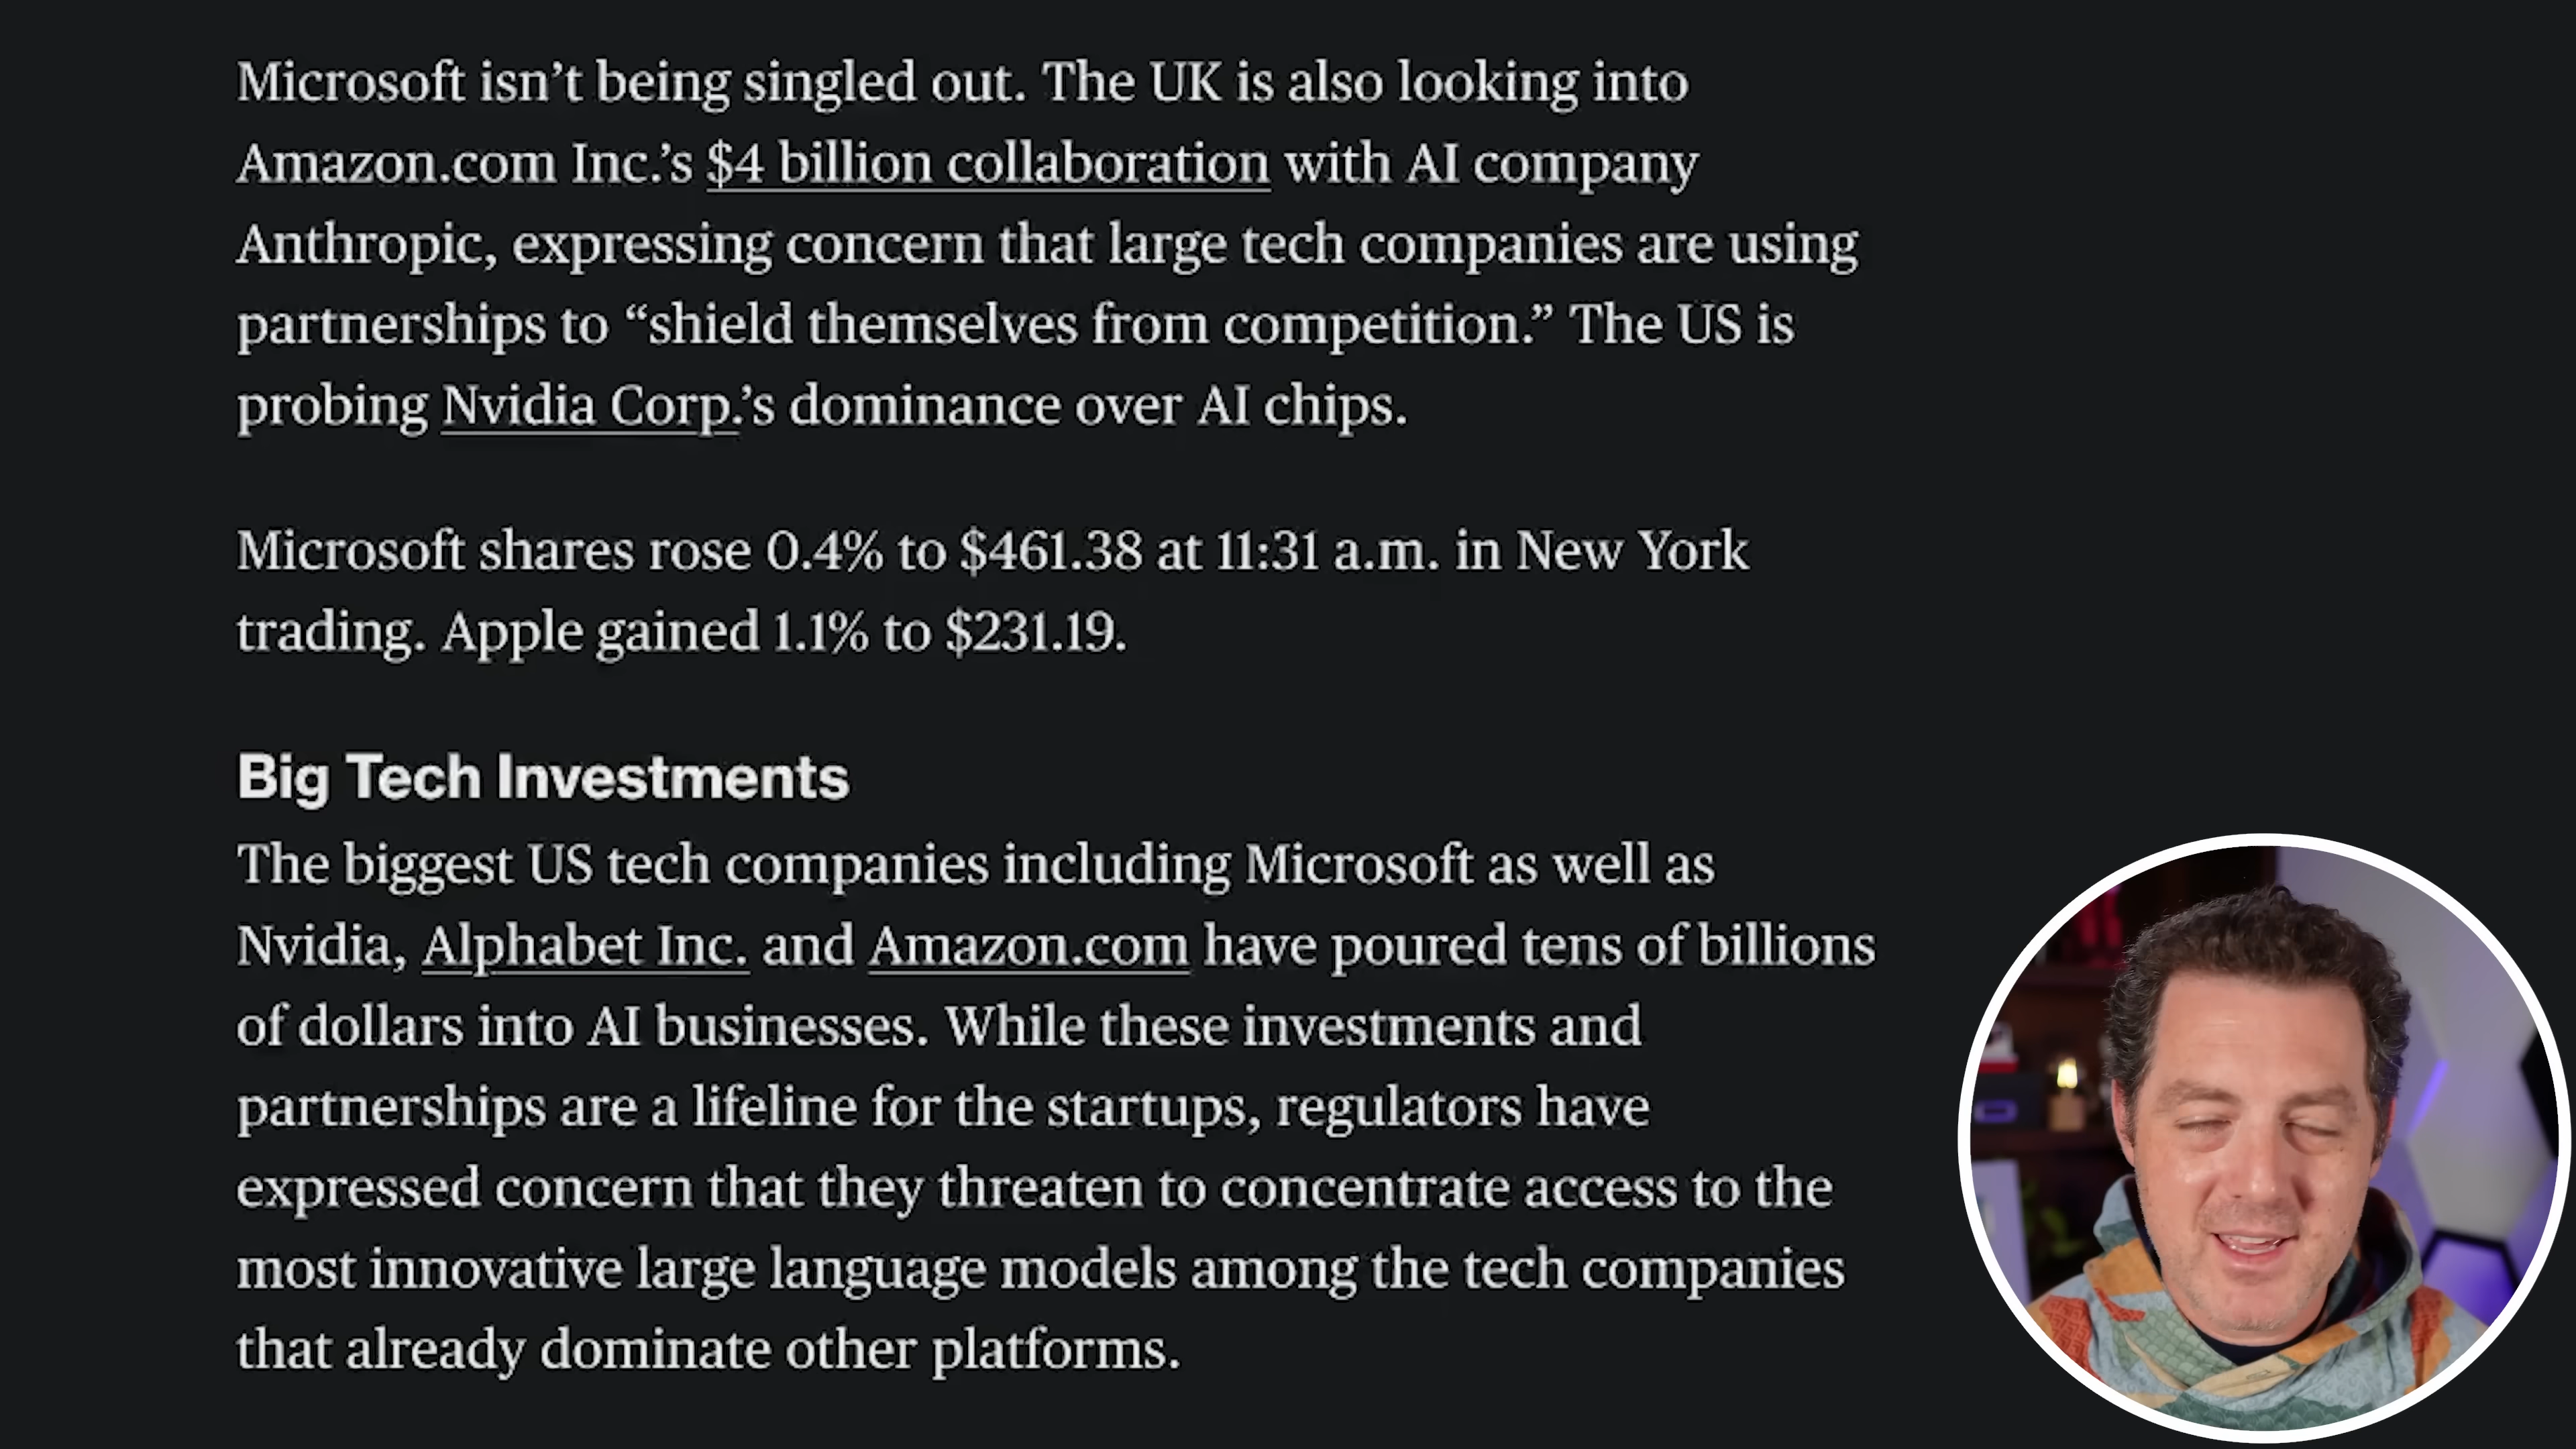 Microsoft isn’t being singled out. The UK is also looking into
Amazon.com Inc.’s $4 billion collaboration with AI company
Anthropic, expressing concern that large tech companies are using
partnerships to “shield themselves from competition.” The US is
probing Nvidia Corp.’s dominance over AI chips.
Microsoft shares rose 0.4% to $461.38 at 11:31 a.m. in New York
trading. Apple gained 1.1% to $231.19.
Big Tech Investments
The biggest US tech companies including Microsoft as well as
Nvidia, Alphabet Inc. and Amazon.com have poured tens of billions
of dollars into AI businesses. While these investments and
partnerships are a lifeline for the startups, regulators have
expressed concern that they threaten to concentrate access to the
most innovative large language models among the tech companies
that already dominate other platforms.